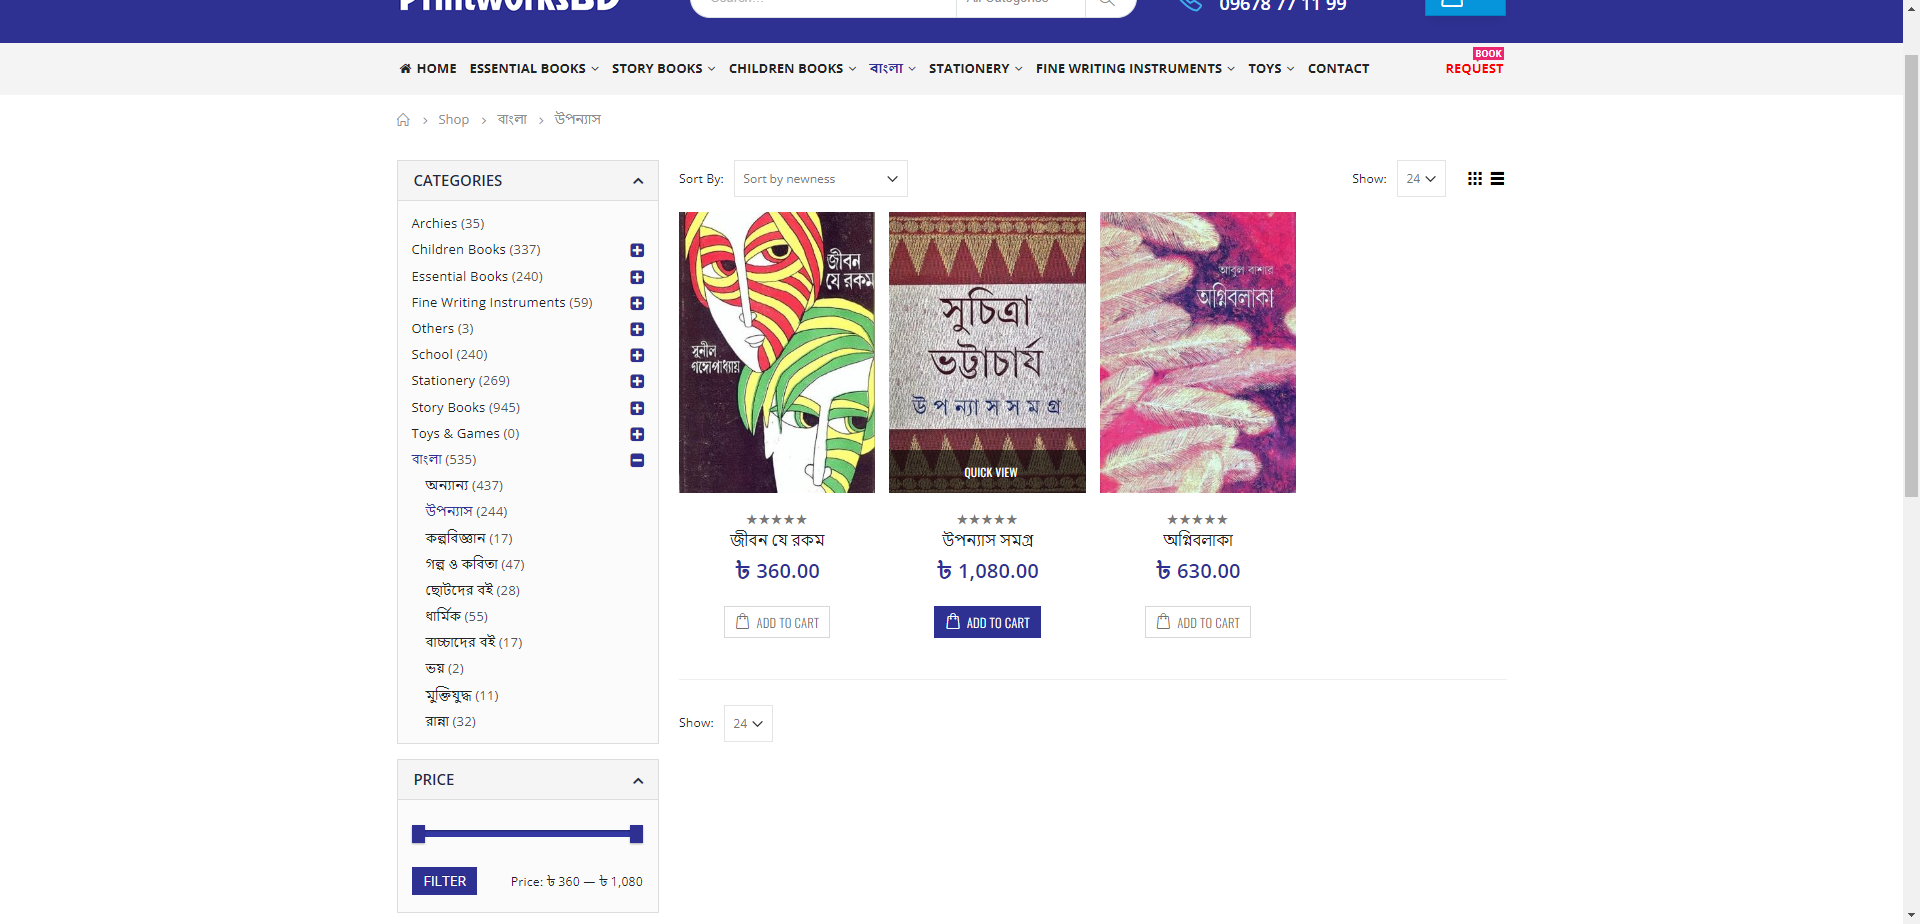 PrintworksBD
Search...
All Categories
09678 77 11 99
HOME
ESSENTIAL BOOKS
STORY BOOKS
CHILDREN BOOKS
বাংলা
STATIONERY
FINE WRITING INSTRUMENTS
TOYS
CONTACT
BOOK
REQUEST
Shop > বাংলা > উপন্যাস
CATEGORIES
Archies (35)
Children Books (337)
Essential Books (240)
Fine Writing Instruments (59)
Others (3)
School (240)
Stationery (269)
Story Books (945)
Toys & Games (0)
বাংলা (535)
অন্যান্য (437)
উপন্যাস (244)
কল্পবিজ্ঞান (17)
গল্প ও কবিতা (47)
ছোটদের বই (28)
ধার্মিক (55)
বাচ্চাদের বই (17)
ভয় (2)
মুক্তিযুদ্ধ (11)
রান্না (32)
PRICE
FILTER
Price: ৳ 360 — ৳ 1,080
Sort By:
Sort by newness
Show:
24
জীবন
যে রকম
সুনীল
গঙ্গোপাধ্যায়
সুচিত্রা
ভট্টাচার্য
উপন্যাস সমগ্র
QUICK VIEW
আবুল বাশার
অগ্নিবলাকা
জীবন যে রকম
৳ 360.00
ADD TO CART
উপন্যাস সমগ্র
৳ 1,080.00
ADD TO CART
অগ্নিবলাকা
৳ 630.00
ADD TO CART
Show:
24